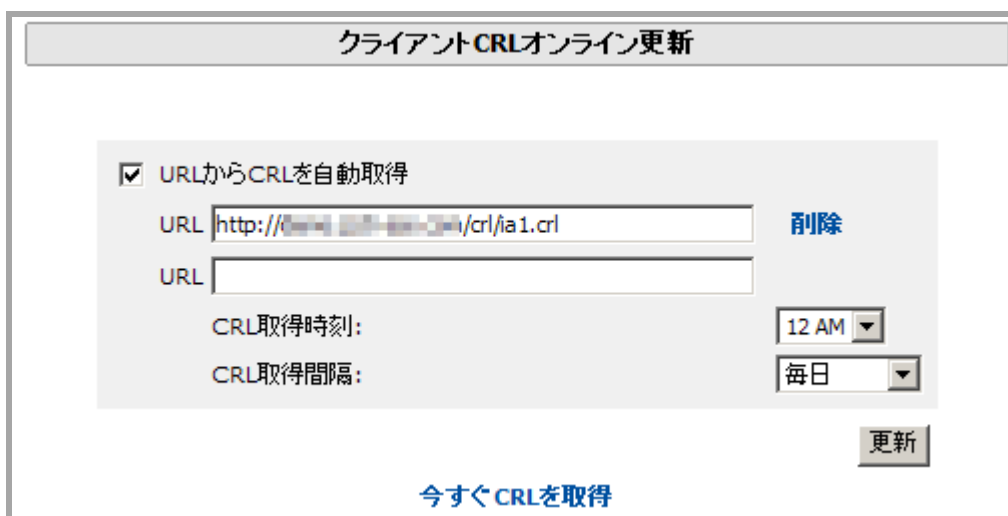 クライアントCRLオンライン更新
URLからCRLを自動取得
URL http:// /crl/ia1.crl 削除
URL
CRL取得時刻: 12 AM
CRL取得間隔: 毎日
更新
今すぐCRLを取得